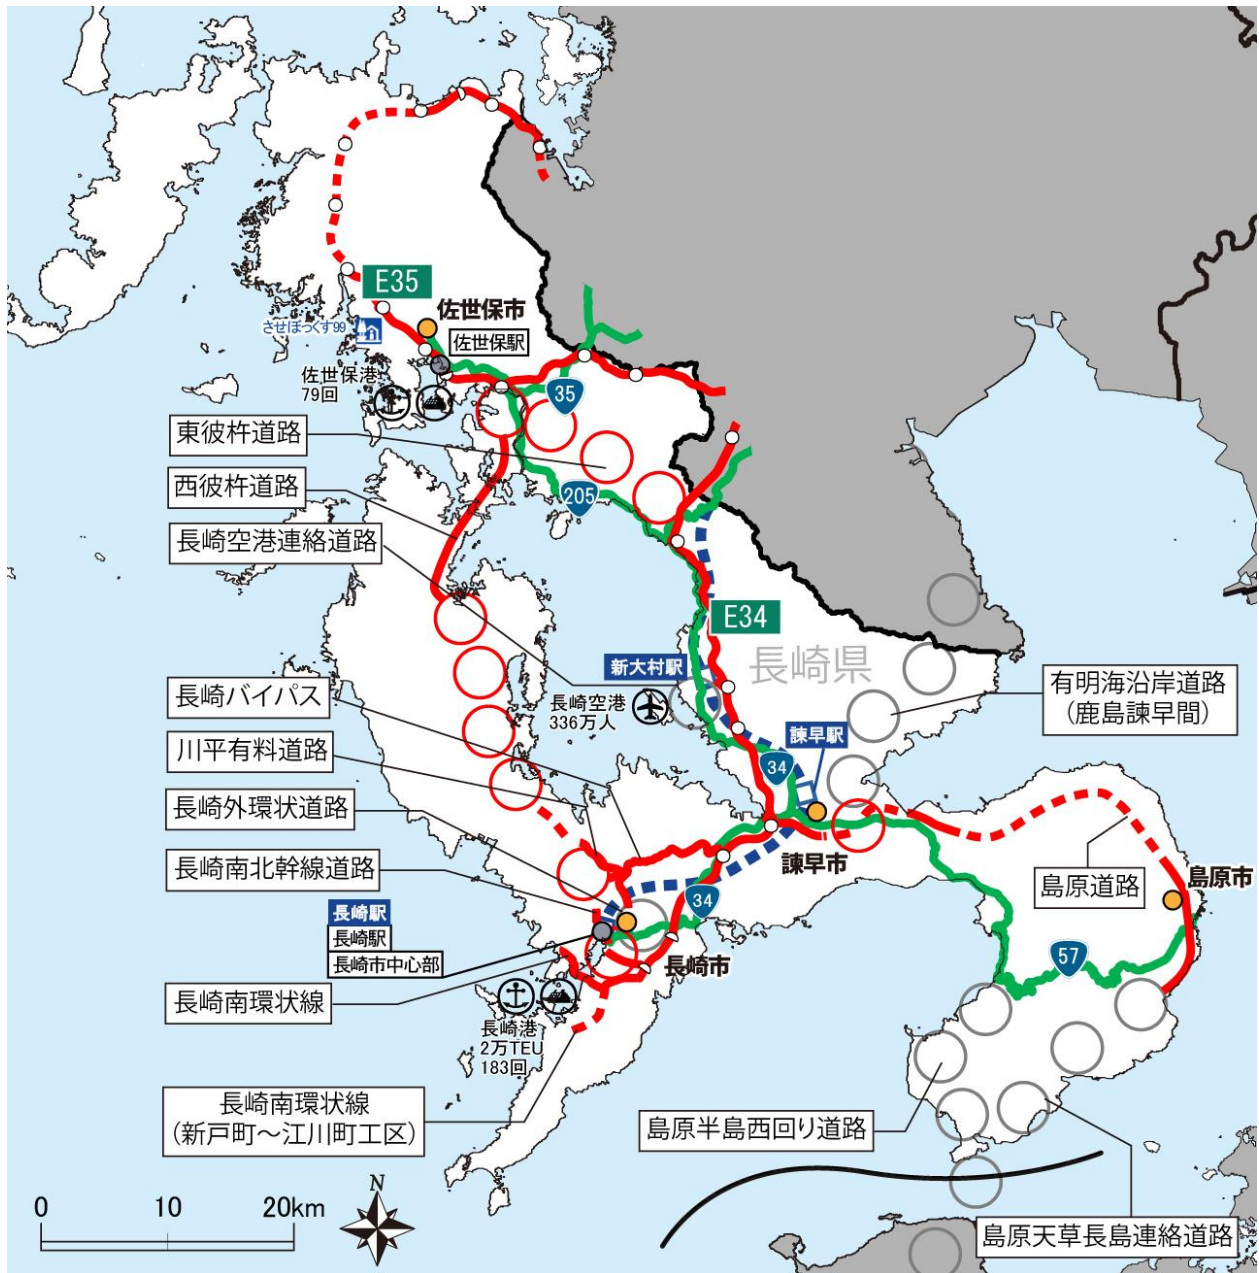 E35
佐世保市
させぼっくす99
佐世保駅
佐世保港
79回
35
東彼杵道路
西彼杵道路
205
長崎空港連絡道路
E34
長崎県
新大村駅
有明海沿岸道路
(鹿島諫早間)
長崎バイパス
長崎空港
336万人
諫早駅
川平有料道路
34
長崎外環状道路
諫早市
長崎南北幹線道路
島原道路
島原市
34
長崎駅
長崎駅
長崎市中心部
長崎市
57
長崎南環状線
長崎港
2万TEU
183回
長崎南環状線
(新戸町～江川町工区)
島原半島西回り道路
N
0 10 20km
島原天草長島連絡道路